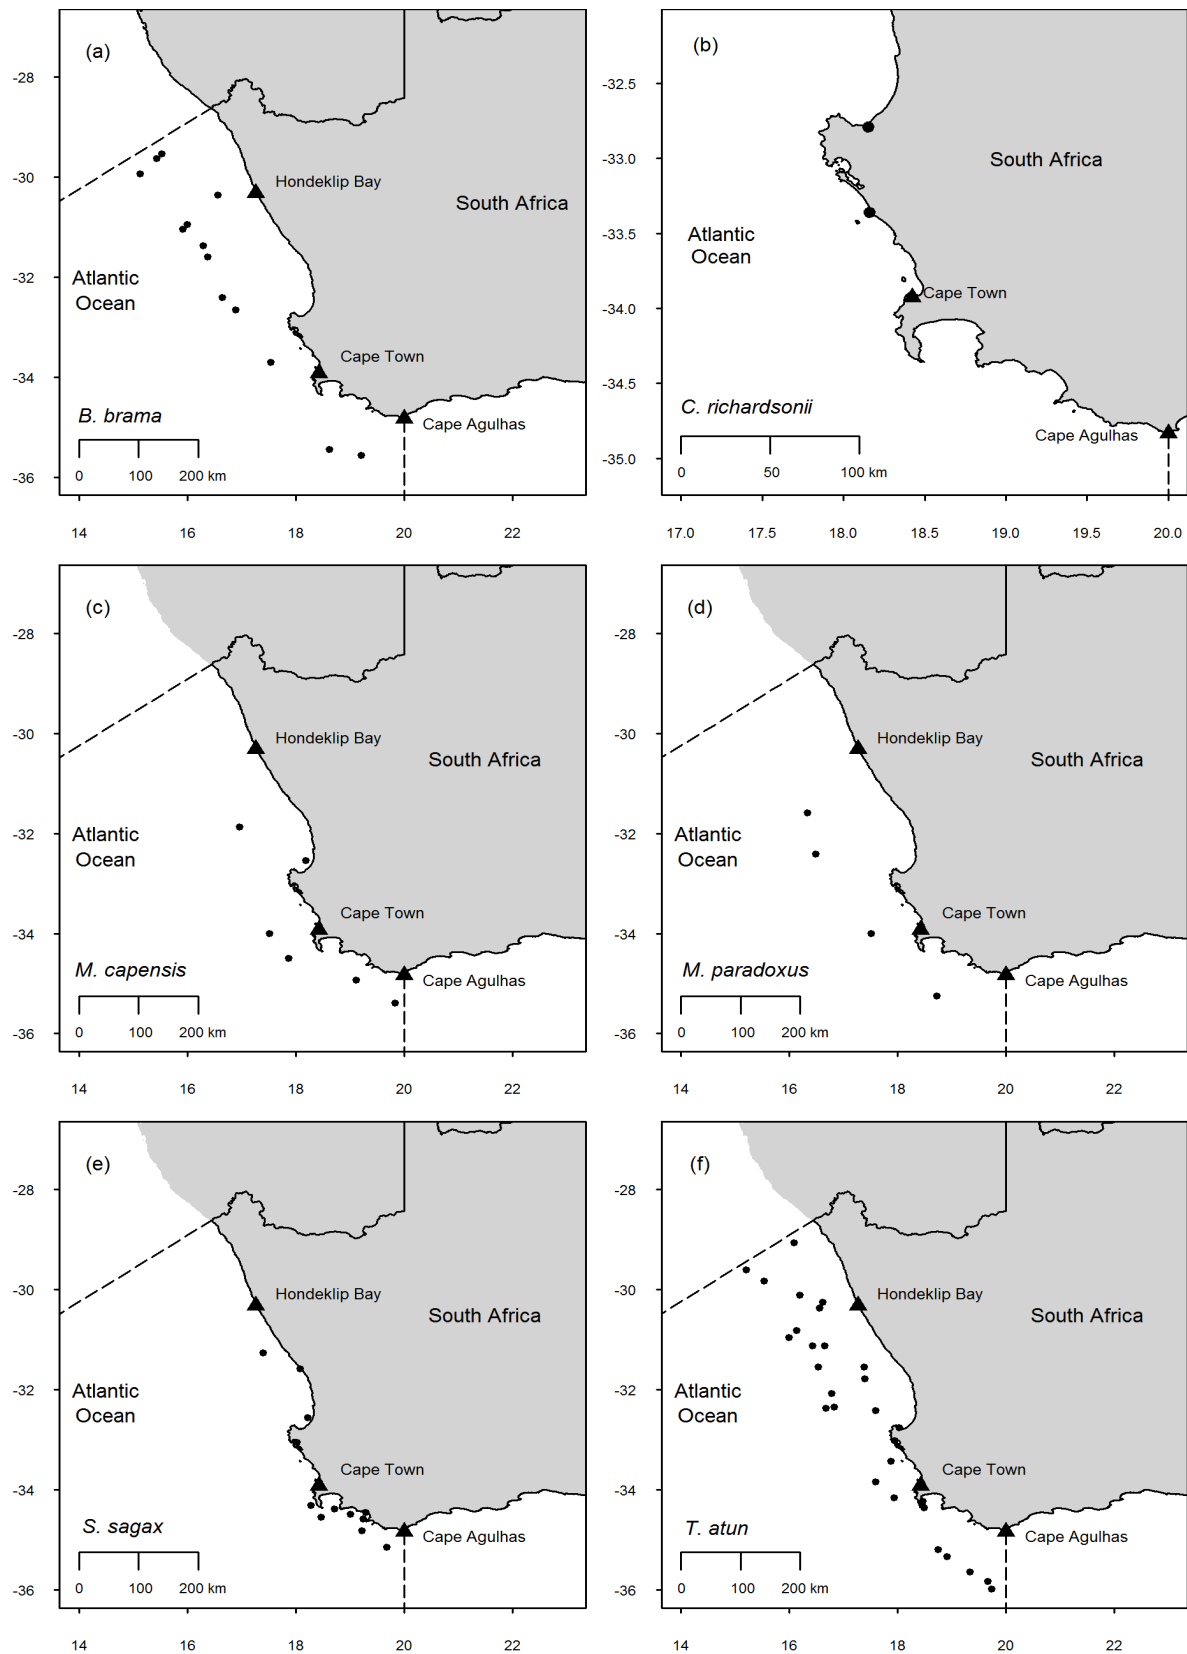 (a)
-28
-30
-32
-34
-36
Hondeklip Bay
South Africa
Atlantic
Ocean
Cape Town
B. brama
Cape Agulhas
0 100 200 km
14 16 18 20 22
(b)
-32.5
-33.0
-33.5
-34.0
-34.5
-35.0
South Africa
Atlantic
Ocean
Cape Town
C. richardsonii
Cape Agulhas
0 50 100 km
17.0 17.5 18.0 18.5 19.0 19.5 20.0
(c)
-28
-30
-32
-34
-36
Hondeklip Bay
South Africa
Atlantic
Ocean
Cape Town
M. capensis
Cape Agulhas
0 100 200 km
14 16 18 20 22
(d)
-28
-30
-32
-34
-36
Hondeklip Bay
South Africa
Atlantic
Ocean
Cape Town
M. paradoxus
Cape Agulhas
0 100 200 km
14 16 18 20 22
(e)
-28
-30
-32
-34
-36
Hondeklip Bay
South Africa
Atlantic
Ocean
Cape Town
S. sagax
Cape Agulhas
0 100 200 km
14 16 18 20 22
(f)
-28
-30
-32
-34
-36
Hondeklip Bay
South Africa
Atlantic
Ocean
Cape Town
T. atun
Cape Agulhas
0 100 200 km
14 16 18 20 22